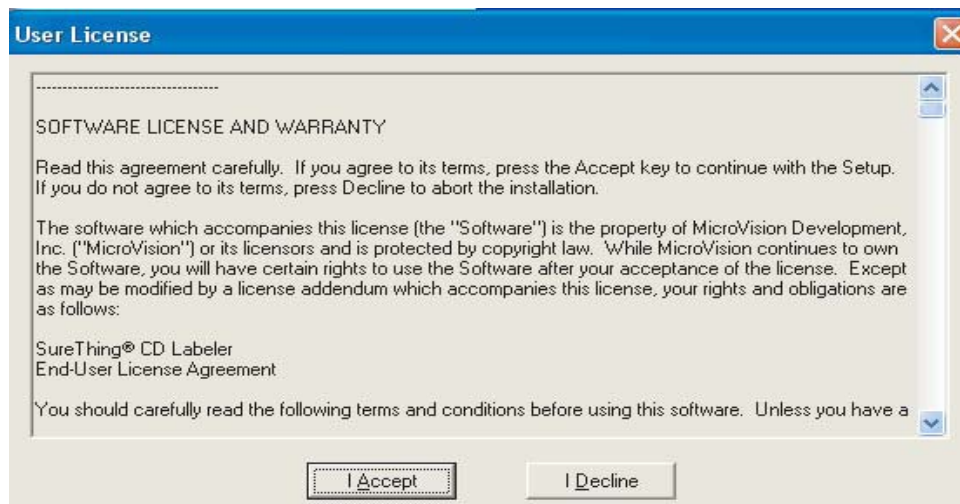 User License
----------------------------------
SOFTWARE LICENSE AND WARRANTY
Read this agreement carefully.  If you agree to its terms, press the Accept key to continue with the Setup.
If you do not agree to its terms, press Decline to abort the installation.
The software which accompanies this license (the "Software") is the property of MicroVision Development,
Inc. ("MicroVision") or its licensors and is protected by copyright law.  While MicroVision continues to own
the Software, you will have certain rights to use the Software after your acceptance of the license.  Except
as may be modified by a license addendum which accompanies this license, your rights and obligations are
as follows:
SureThing® CD Labeler
End-User License Agreement
You should carefully read the following terms and conditions before using this software.  Unless you have a
I Accept
I Decline